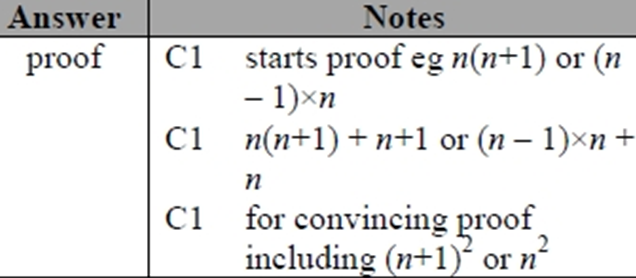 Answer Notes
proof C1 starts proof eg n(n+1) or (n
– 1)×n
C1 n(n+1) + n+1 or (n – 1)×n +
n
C1 for convincing proof
including (n+1)² or n²